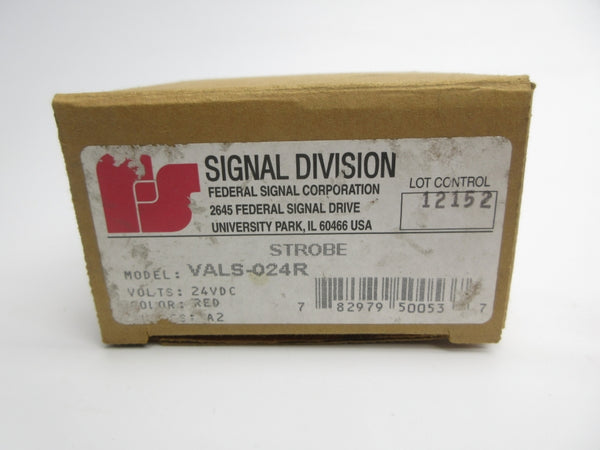 FS
SIGNAL DIVISION
FEDERAL SIGNAL CORPORATION
2645 FEDERAL SIGNAL DRIVE
UNIVERSITY PARK, IL 60466 USA
LOT CONTROL
12152
STROBE
MODEL: VALS-024R
VOLTS: 24VDC
COLOR: RED
A2
7 82979 50053 7